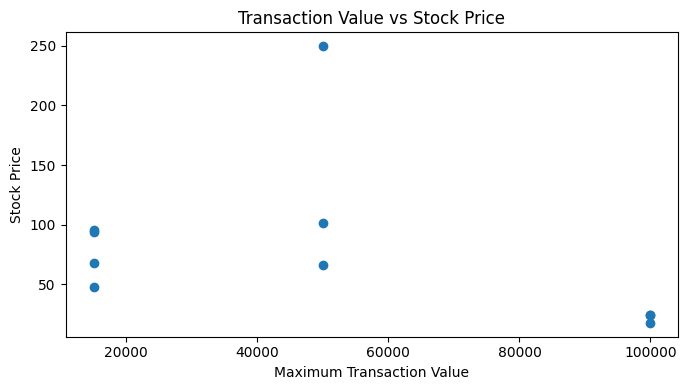 Transaction Value vs Stock Price
250
200
150
100
50
Stock Price
20000 40000 60000 80000 100000
Maximum Transaction Value